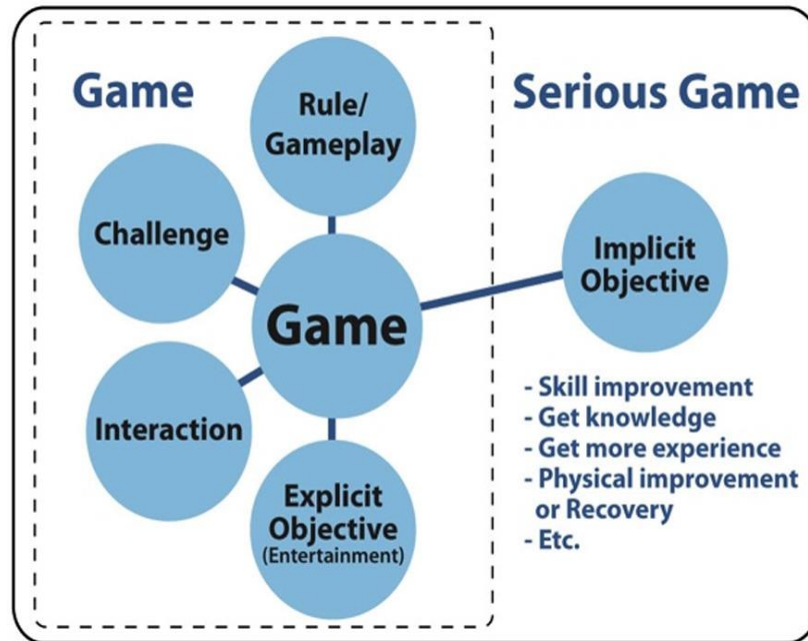 Game
Rule/
Gameplay
Challenge
Game
Interaction
Explicit
Objective
(Entertainment)
Serious Game
Implicit
Objective
- Skill improvement
- Get knowledge
- Get more experience
- Physical improvement
or Recovery
- Etc.